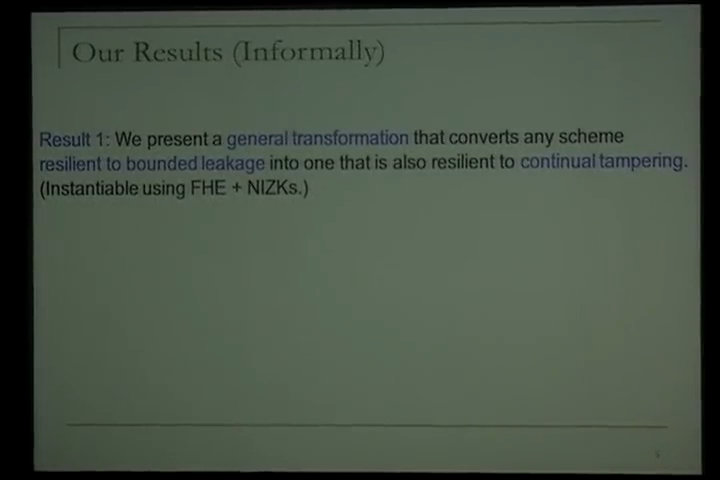 Our Results (Informally)
Result 1: We present a general transformation that converts any scheme
resilient to bounded leakage into one that is also resilient to continual tampering.
(Instantiable using FHE + NIZKs.)
5